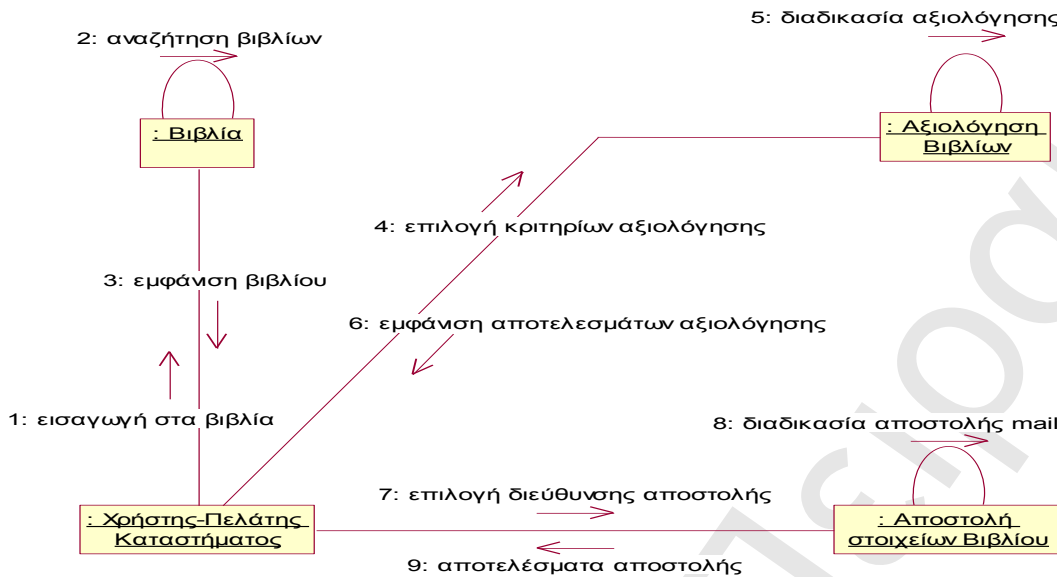 5: διαδικασία αξιολόγησης
2: αναζήτηση βιβλίων
: Βιβλία
: Αξιολόγηση
Βιβλίων
4: επιλογή κριτηρίων αξιολόγησης
3: εμφάνιση βιβλίου
6: εμφάνιση αποτελεσμάτων αξιολόγησης
1: εισαγωγή στα βιβλία
8: διαδικασία αποστολής mail
7: επιλογή διεύθυνσης αποστολής
: Χρήστης-Πελάτης
Καταστήματος
: Αποστολή
στοιχείων Βιβλίου
9: αποτελέσματα αποστολής